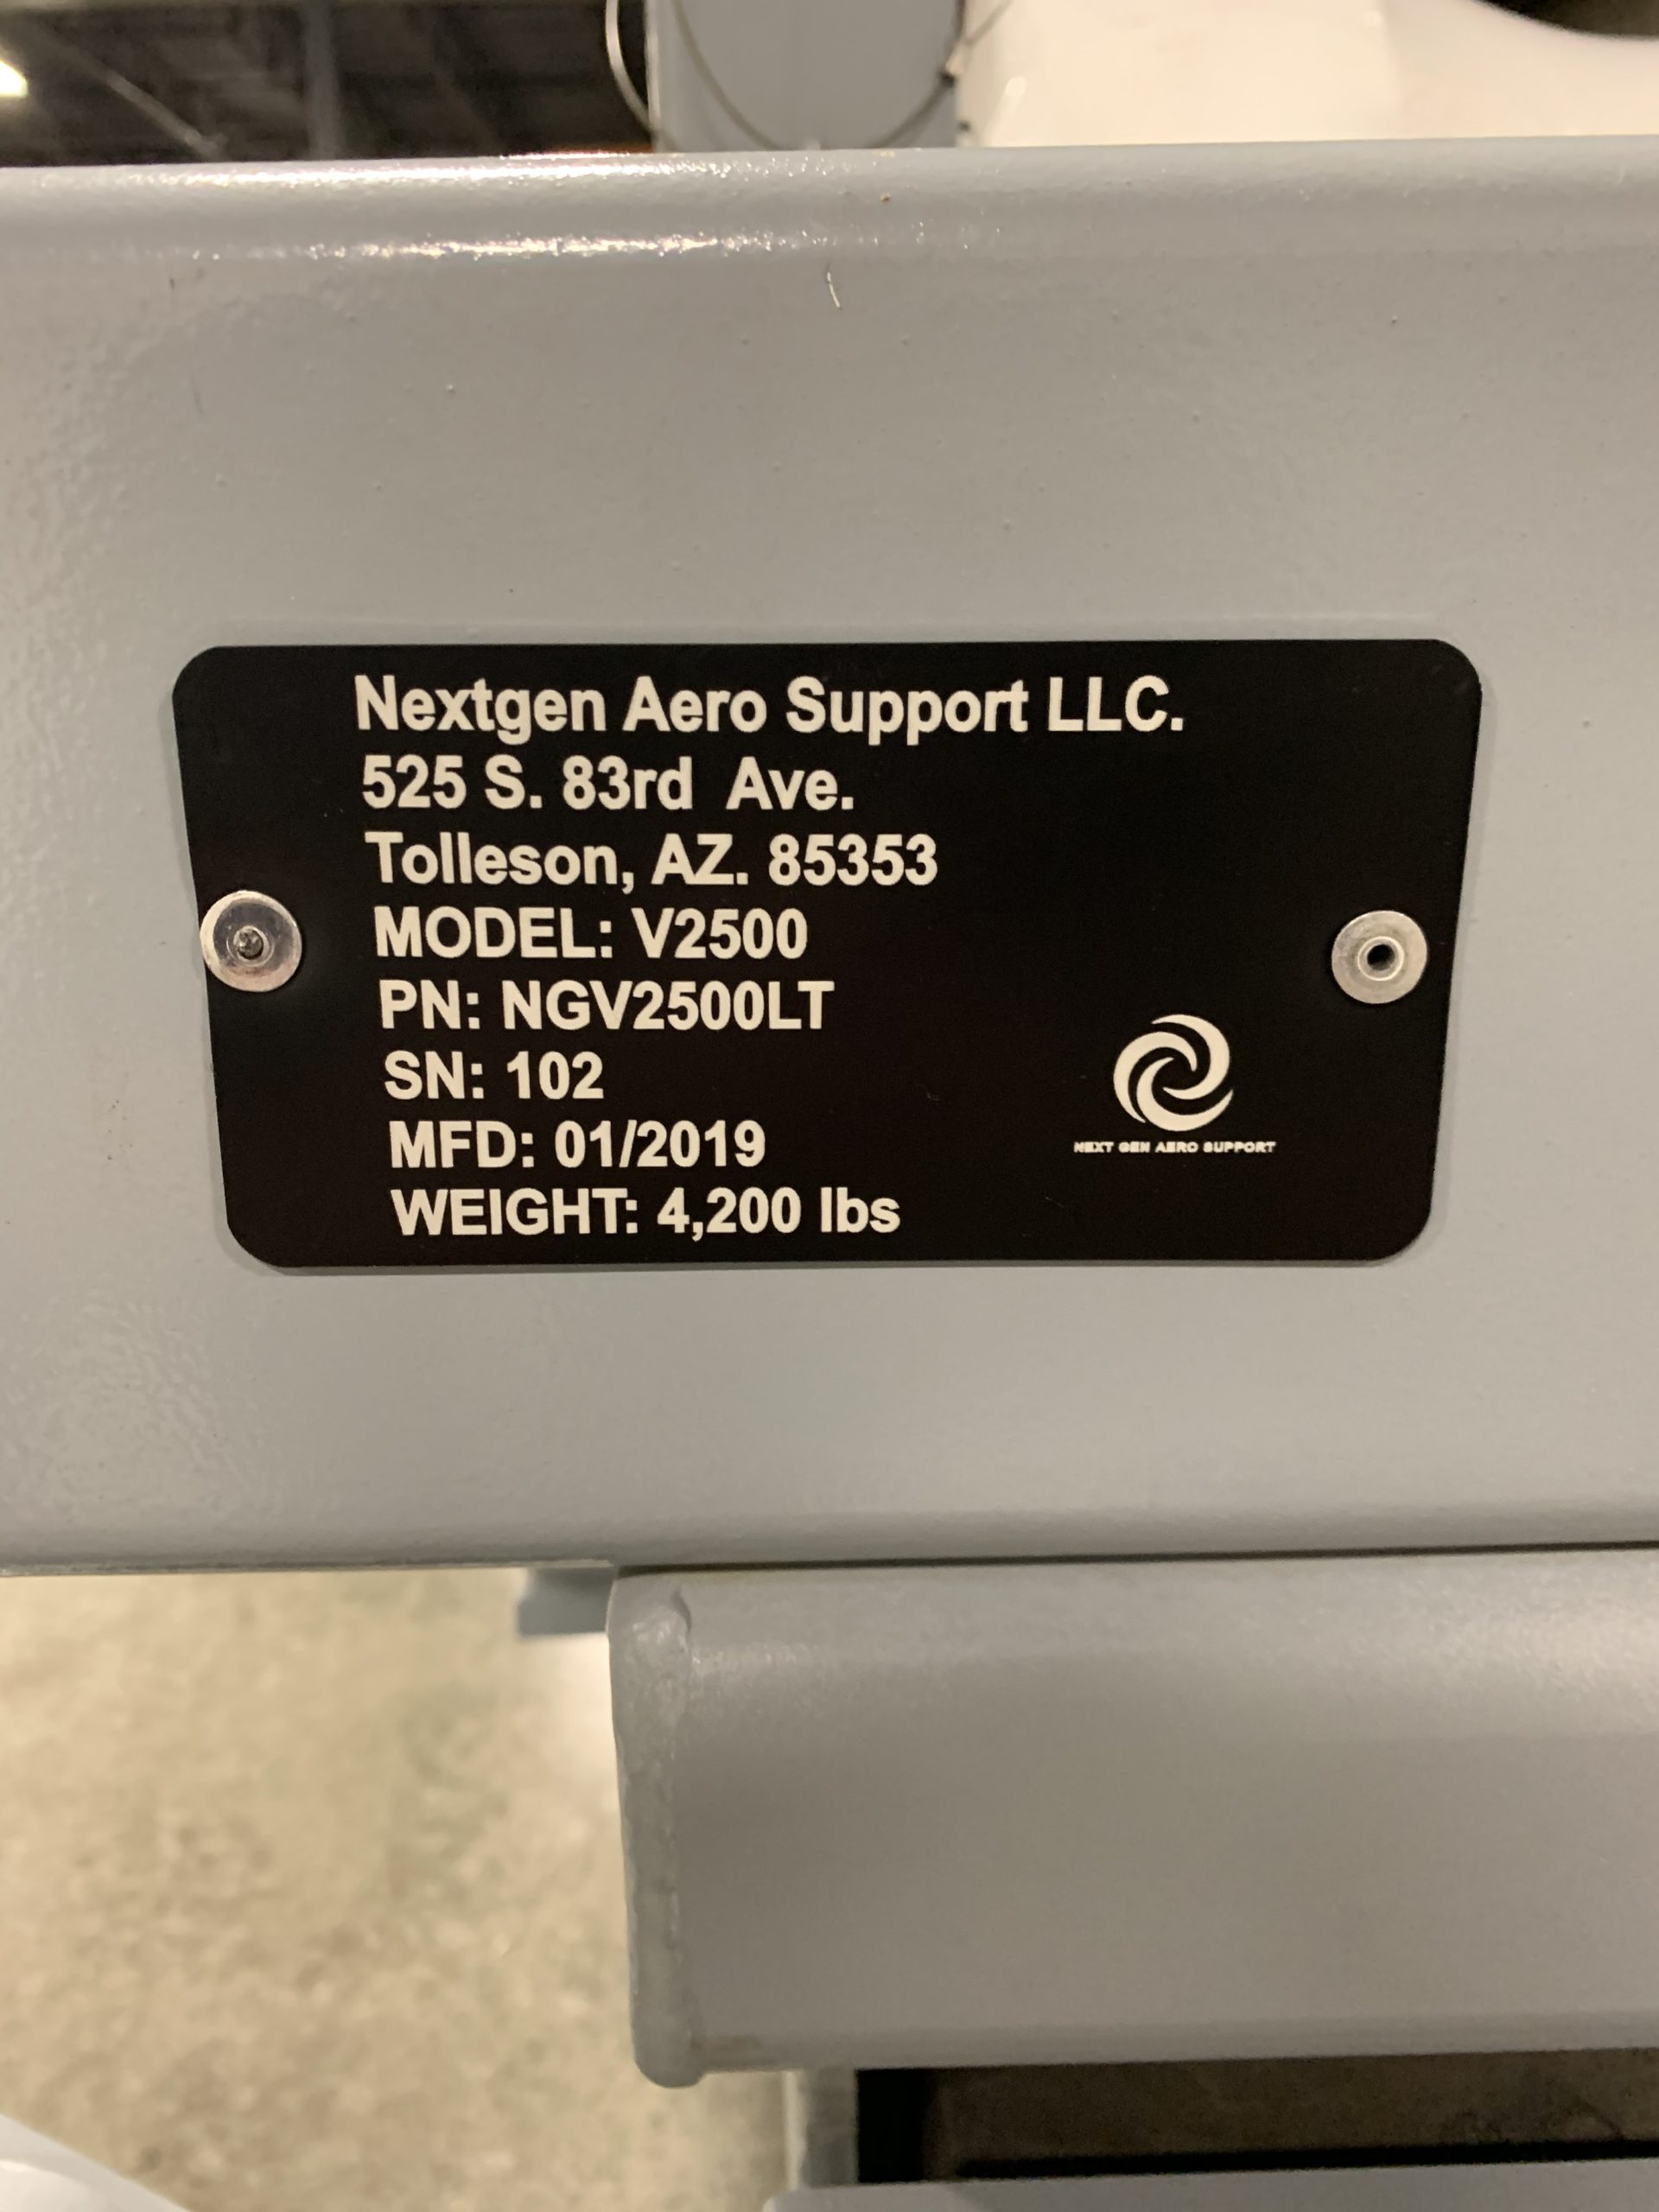 Nextgen Aero Support LLC.
525 S. 83rd Ave.
Tolleson, AZ. 85353
MODEL: V2500
PN: NGV2500LT
SN: 102
MFD: 01/2019
WEIGHT: 4,200 lbs
NEXT GEN AERO SUPPORT